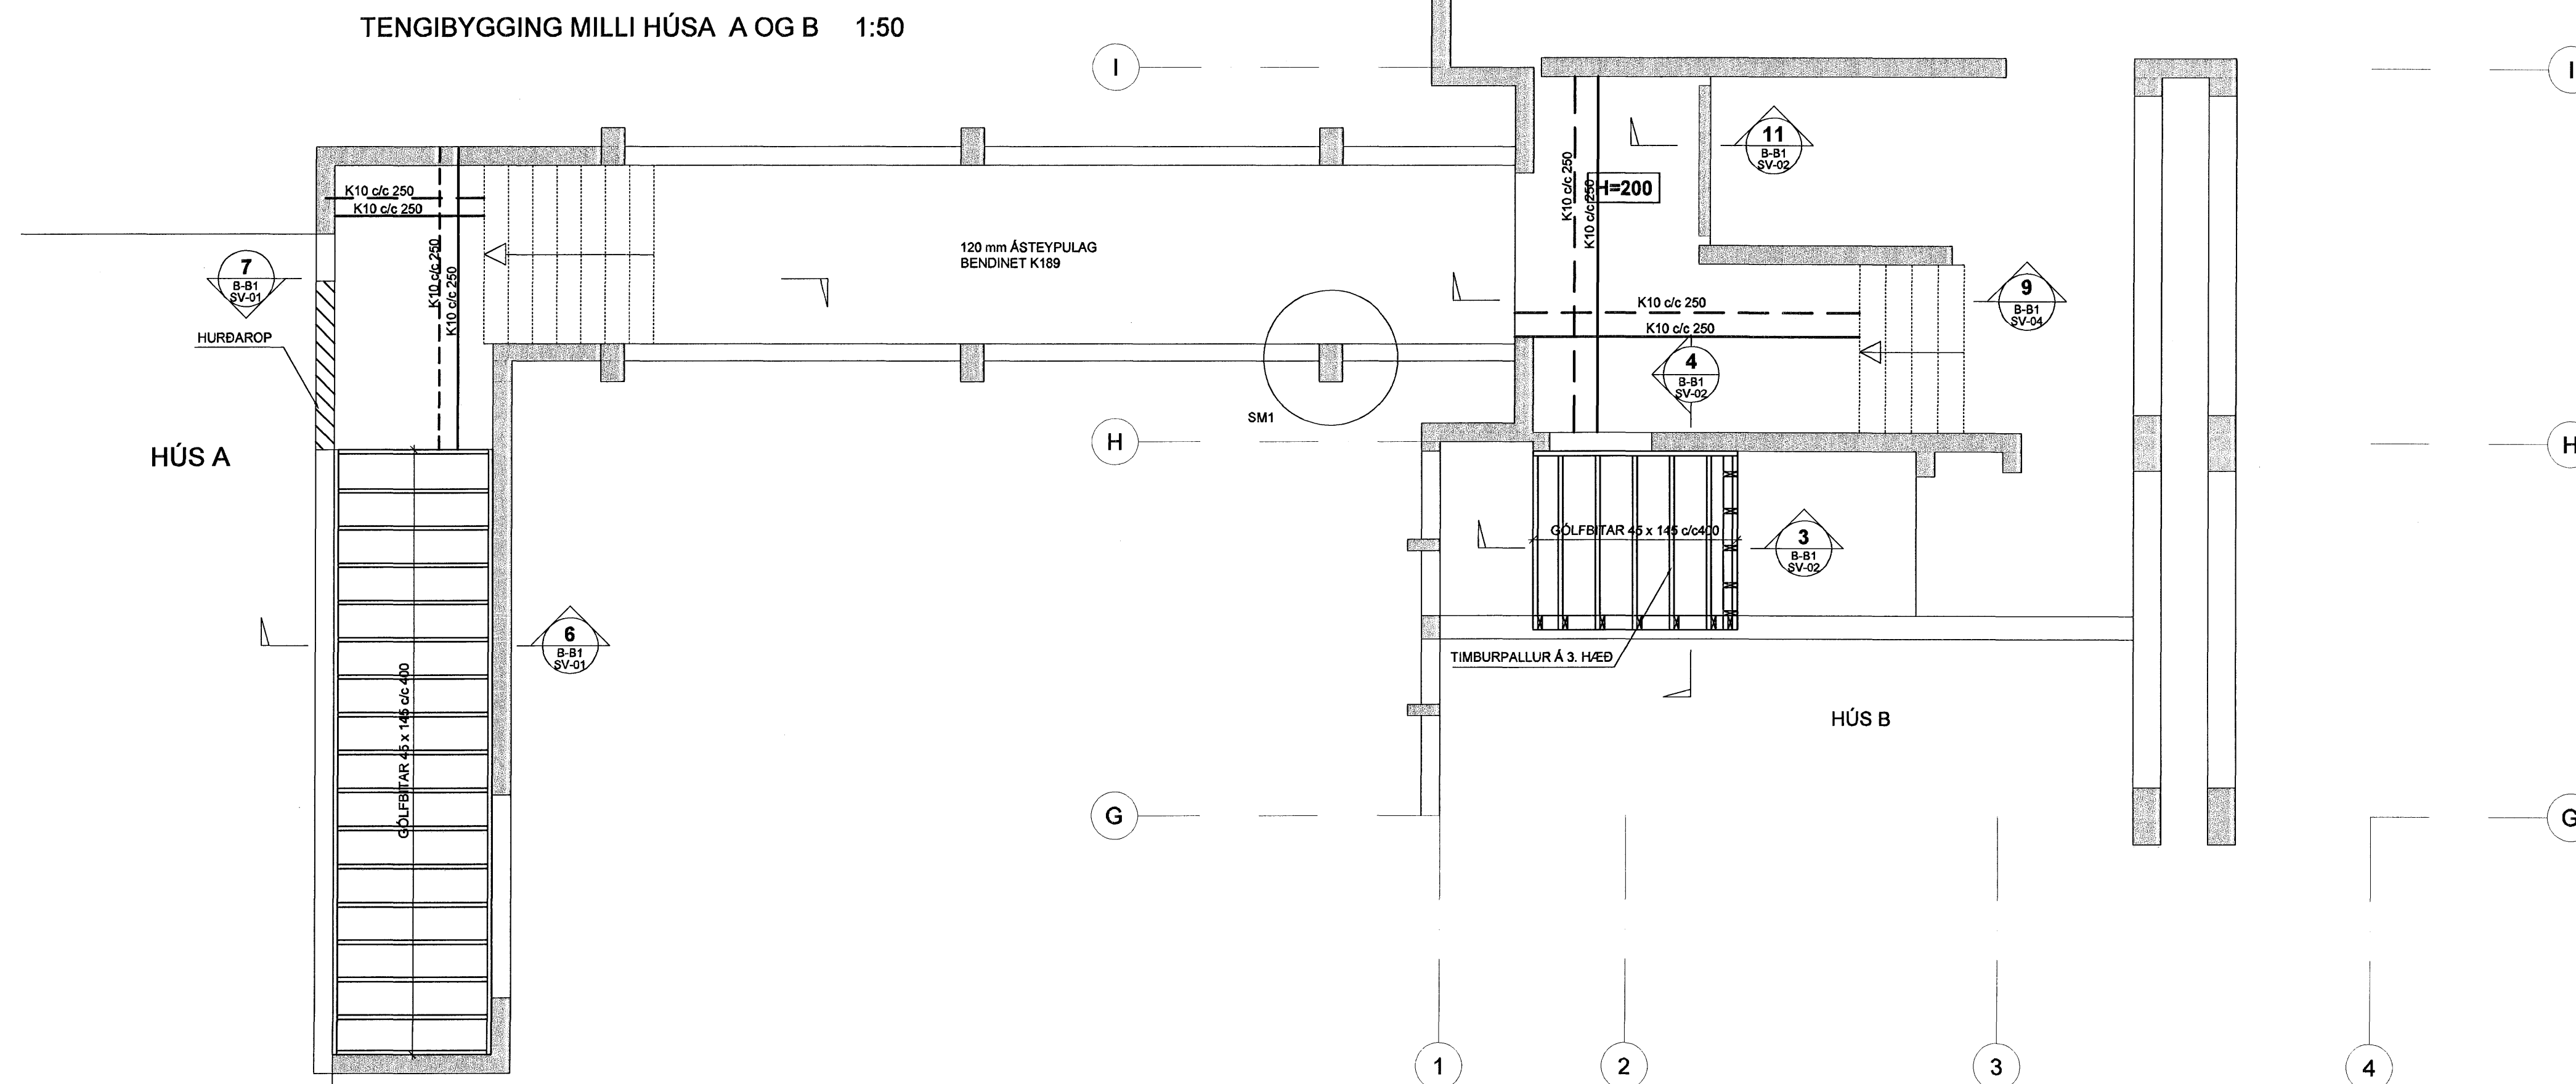 TENGIBYGGING MILLI HÚSA A OG B 1:50
I
I
11
B-B1
SV-02
K10 c/c 250
K10 c/c 250
H=200
K10 c/c 250
K10 c/c 250
K10 c/c 250
K10 c/c 250
120 mm ÁSTEYPULAG
BENDINET K189
7
B-B1
SV-01
9
B-B1
SV-04
K10 c/c 250
K10 c/c 250
HURÐAROP
4
B-B1
SV-02
SM1
HÚS A
H
H
GÓLFBITAR 45 x 145 c/c400
3
B-B1
SV-02
6
B-B1
SV-01
TIMBURPALLUR Á 3. HÆÐ
GÓLFBITAR 45 x 145 c/c 400
HÚS B
G
G
1
2
3
4